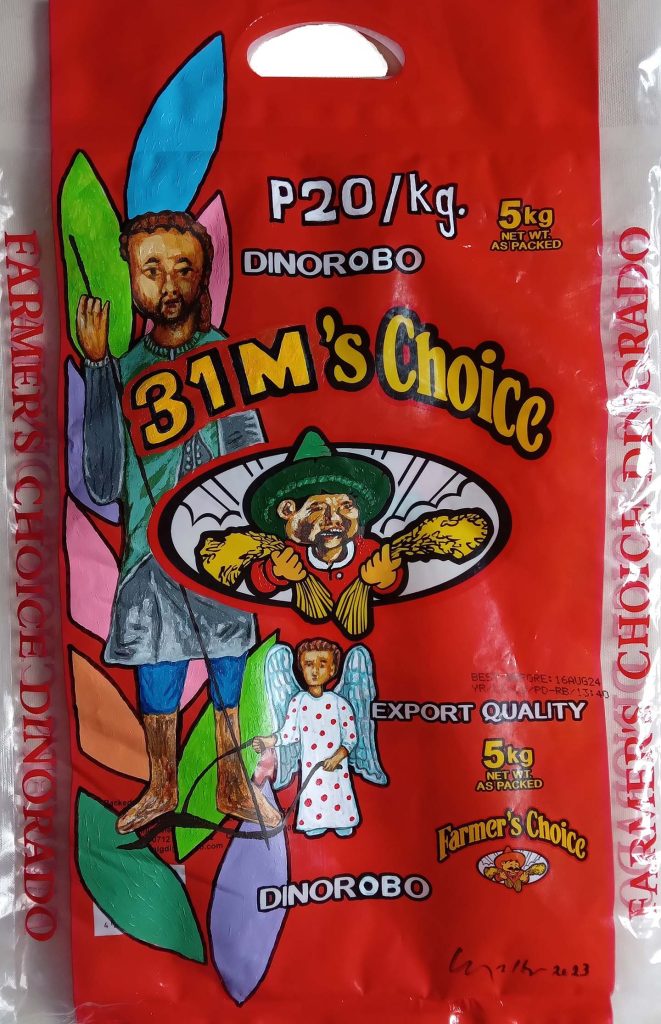 P20/kg.
5kg
NET WT.
AS PACKED
DINOROBO
31M's Choice
FARMER'S CHOICE DINORADO
FARMER'S CHOICE DINORADO
EXPORT QUALITY
5kg
NET WT.
AS PACKED
Farmer's Choice
DINOROBO
2023